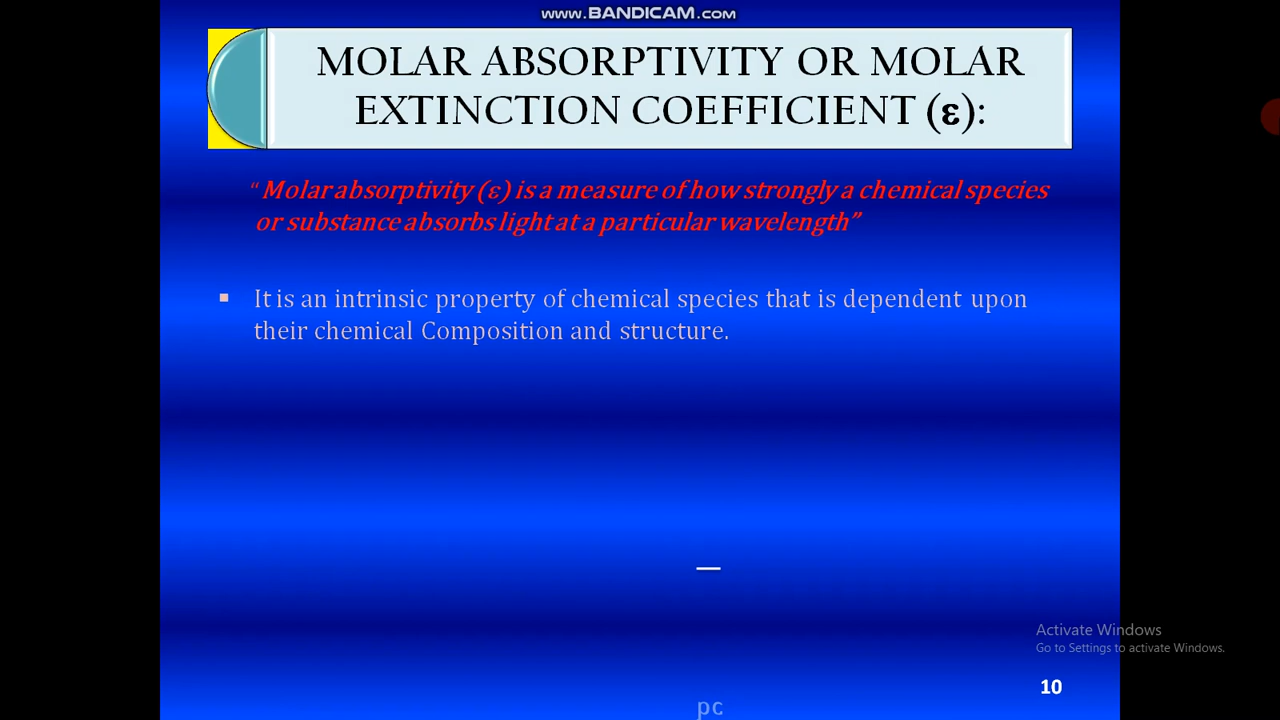 www.BANDICAM.com
MOLAR ABSORPTIVITY OR MOLAR
EXTINCTION COEFFICIENT (ε):
“ Molar absorptivity (ε) is a measure of how strongly a chemical species
or substance absorbs light at a particular wavelength”
▪ It is an intrinsic property of chemical species that is dependent upon
their chemical Composition and structure.
—
Activate Windows
Go to Settings to activate Windows.
10
pc